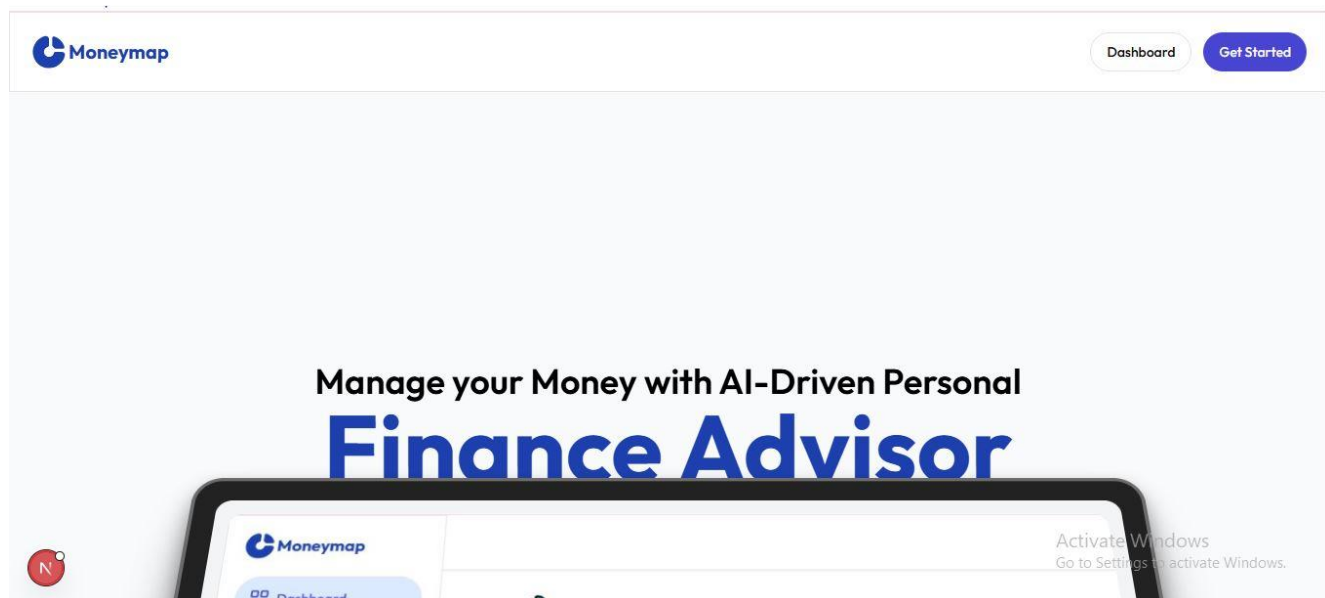 Moneymap
Dashboard
Get Started
Manage your Money with AI-Driven Personal
Finance Advisor
Moneymap
Activate Windows
Go to Settings to activate Windows.
N
Dashboard